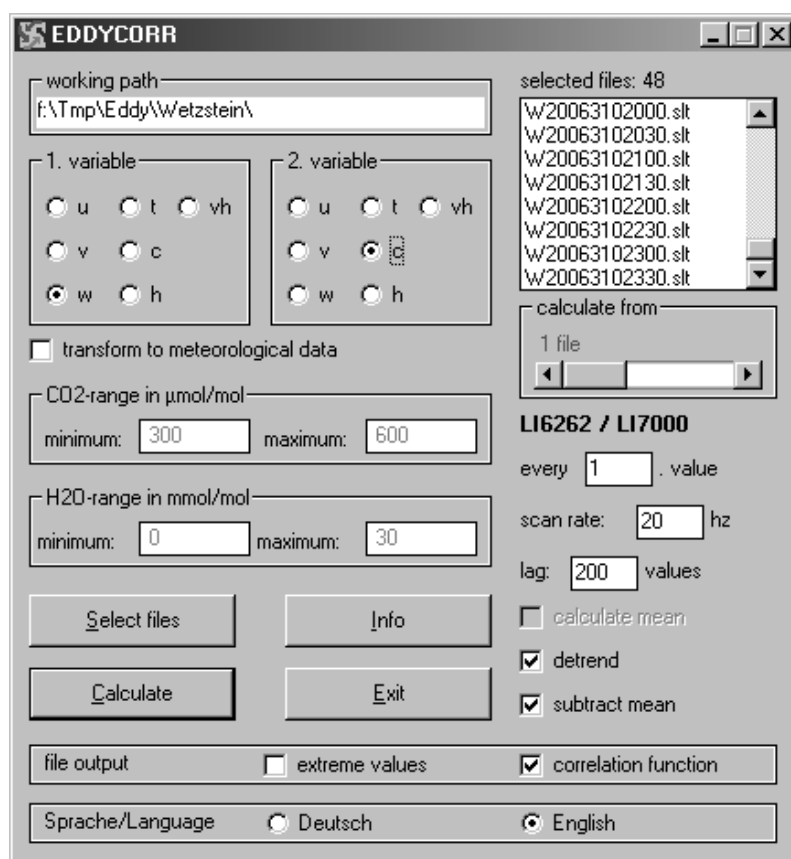 EDDYCORR
working path
f:\Tmp\Eddy\Wetzstein\
1. variable
u t vh
v c
w h
2. variable
u t vh
v c
w h
transform to meteorological data
CO2-range in µmol/mol
minimum: 300 maximum: 600
H2O-range in mmol/mol
minimum: 0 maximum: 30
Select files Info
Calculate Exit
selected files: 48
W20063102000.slt
W20063102030.slt
W20063102100.slt
W20063102130.slt
W20063102200.slt
W20063102230.slt
W20063102300.slt
W20063102330.slt
calculate from
1 file
LI6262 / LI7000
every 1 . value
scan rate: 20 hz
lag: 200 values
calculate mean
detrend
subtract mean
file output extreme values correlation function
Sprache/Language Deutsch English